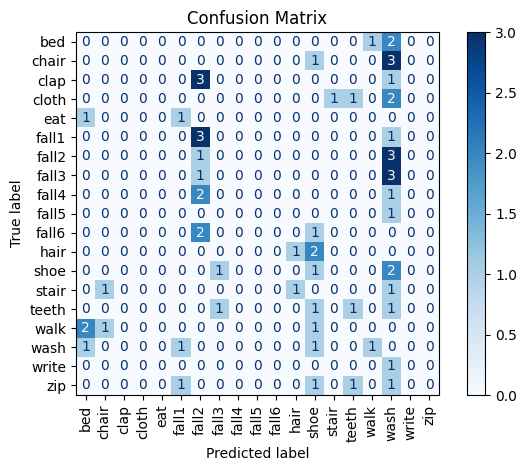 Confusion Matrix
True label
bed 0 0 0 0 0 0 0 0 0 0 0 0 0 0 0 1 2 0 0
chair 0 0 0 0 0 0 0 0 0 0 0 0 1 0 0 0 3 0 0
clap 0 0 0 0 0 0 3 0 0 0 0 0 0 0 0 0 1 0 0
cloth 0 0 0 0 0 0 0 0 0 0 0 0 0 1 1 0 2 0 0
eat 1 0 0 0 0 1 0 0 0 0 0 0 0 0 0 0 0 0 0
fall1 0 0 0 0 0 0 3 0 0 0 0 0 0 0 0 0 1 0 0
fall2 0 0 0 0 0 0 1 0 0 0 0 0 0 0 0 0 3 0 0
fall3 0 0 0 0 0 0 1 0 0 0 0 0 0 0 0 0 3 0 0
fall4 0 0 0 0 0 0 2 0 0 0 0 0 0 0 0 0 1 0 0
fall5 0 0 0 0 0 0 0 0 0 0 0 0 0 0 0 0 1 0 0
fall6 0 0 0 0 0 0 2 0 0 0 0 0 1 0 0 0 0 0 0
hair 0 0 0 0 0 0 0 0 0 0 0 1 2 0 0 0 0 0 0
shoe 0 0 0 0 0 0 0 1 0 0 0 0 1 0 0 0 2 0 0
stair 0 1 0 0 0 0 0 0 0 0 0 1 0 0 0 0 1 0 0
teeth 0 0 0 0 0 0 0 1 0 0 0 0 1 0 1 0 1 0 0
walk 2 1 0 0 0 0 0 0 0 0 0 0 1 0 0 0 0 0 0
wash 1 0 0 0 0 1 0 0 0 0 0 0 1 0 0 1 0 0 0
write 0 0 0 0 0 0 0 0 0 0 0 0 0 0 0 0 1 0 0
zip 0 0 0 0 0 1 0 0 0 0 0 0 1 0 1 0 1 0 0
bed chair clap cloth eat fall1 fall2 fall3 fall4 fall5 fall6 hair shoe stair teeth walk wash write zip
Predicted label
3.0
2.5
2.0
1.5
1.0
0.5
0.0